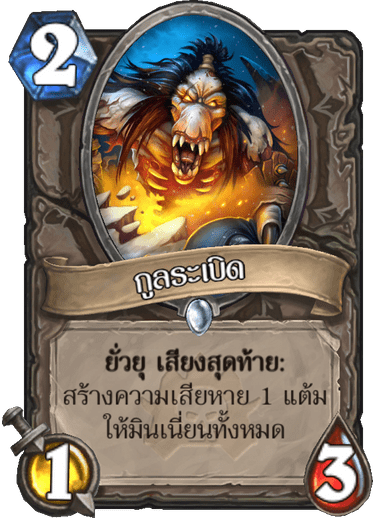 2
กูลระเบิด
ยั่วยุ เสียงสุดท้าย:
สร้างความเสียหาย 1 แต้ม
ให้มินเนี่ยนทั้งหมด
1
3